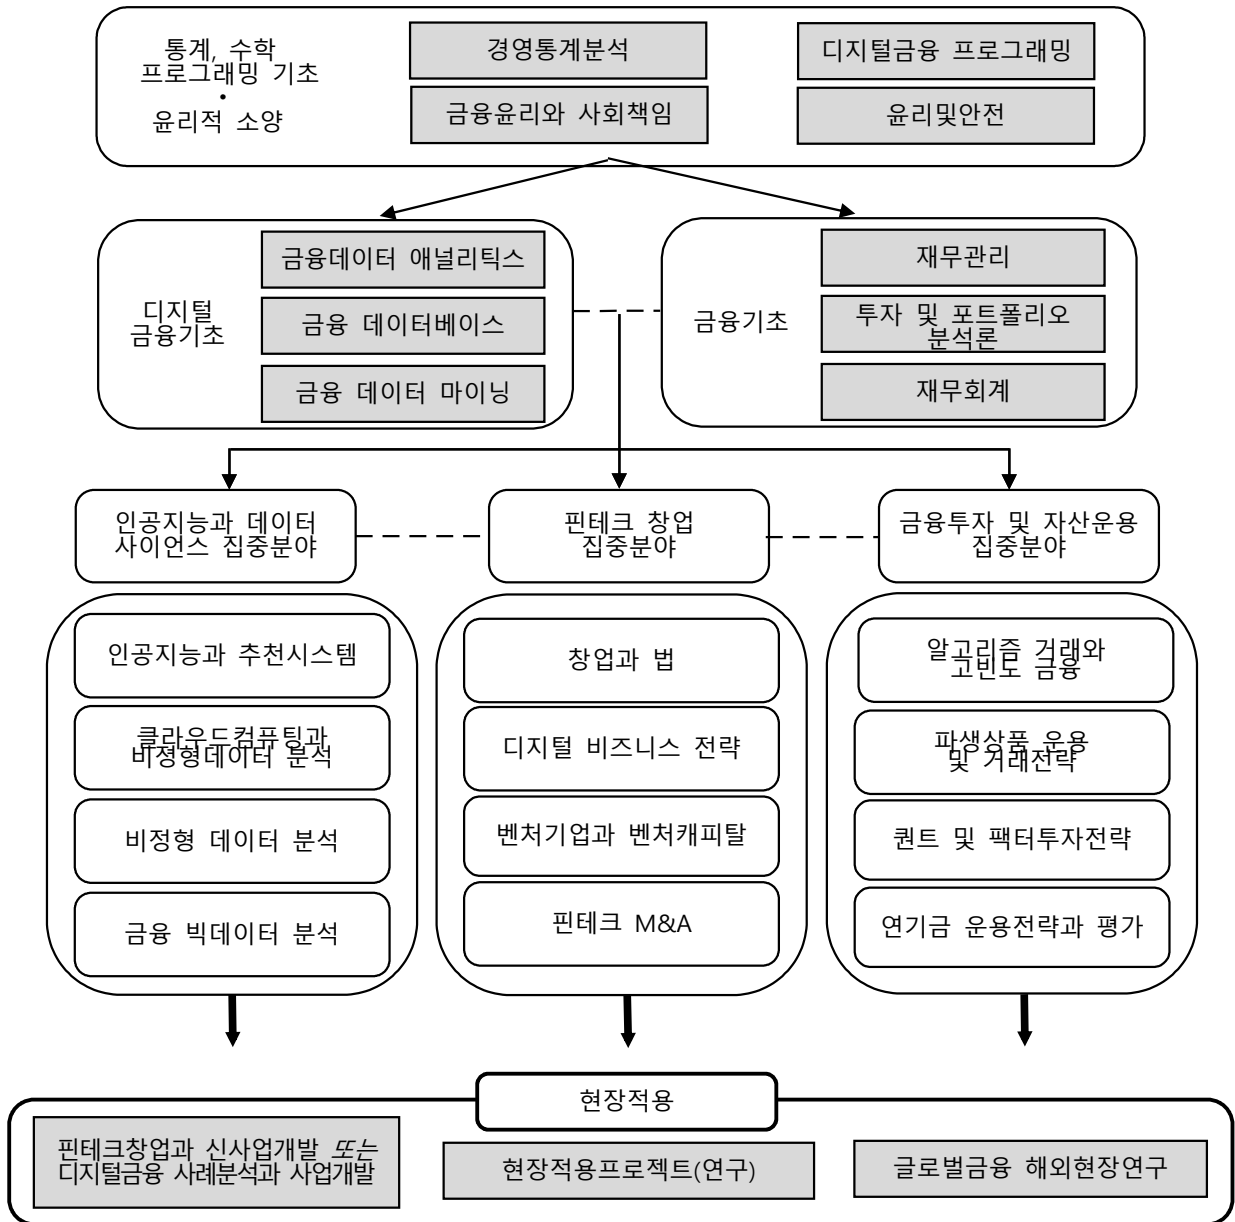 통계, 수학
프로그래밍 기초
•
윤리적 소양
경영통계분석
디지털금융 프로그래밍
금융윤리와 사회책임
윤리및안전
디지털
금융기초
금융데이터 애널리틱스
금융 데이터베이스
금융 데이터 마이닝
금융기초
재무관리
투자 및 포트폴리오
분석론
재무회계
인공지능과 데이터
사이언스 집중분야
핀테크 창업
집중분야
금융투자 및 자산운용
집중분야
인공지능과 추천시스템
클라우드컴퓨팅과
비정형데이터 분석
비정형 데이터 분석
금융 빅데이터 분석
창업과 법
디지털 비즈니스 전략
벤처기업과 벤처캐피탈
핀테크 M&A
알고리즘 거래와
고빈도 금융
파생상품 운용
및 거래전략
퀀트 및 팩터투자전략
연기금 운용전략과 평가
현장적용
핀테크창업과 신사업개발 또는
디지털금융 사례분석과 사업개발
현장적용프로젝트(연구)
글로벌금융 해외현장연구